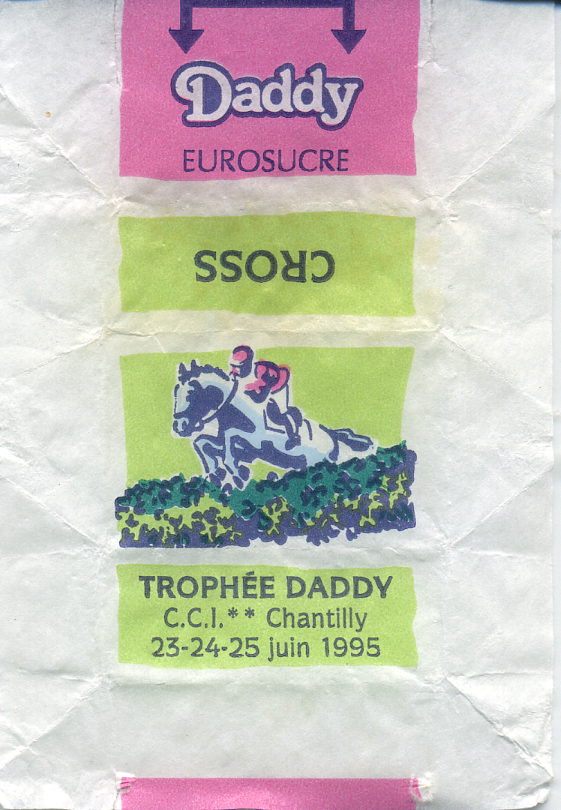 Daddy
EUROSUCRE
CROSS
TROPHÉE DADDY
C.C.I.** Chantilly
23-24-25 juin 1995